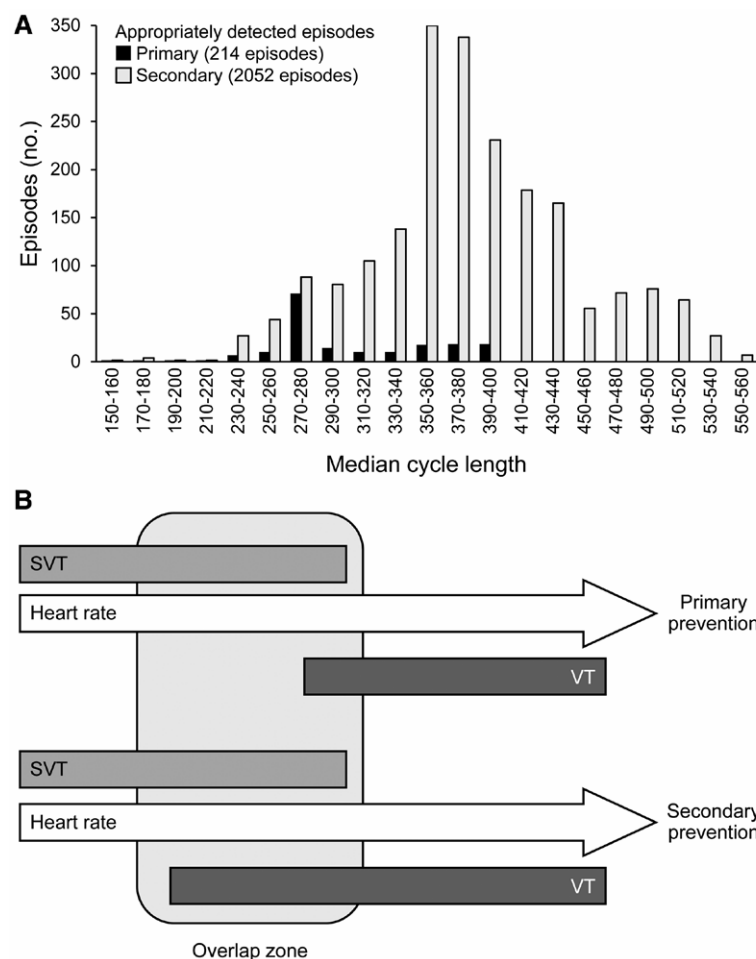 A
Appropriately detected episodes
Primary (214 episodes)
Secondary (2052 episodes)
Episodes (no.)
350
300
250
200
150
100
50
0
150-160
170-180
190-200
210-220
230-240
250-260
270-280
290-300
310-320
330-340
350-360
370-380
390-400
410-420
430-440
450-460
470-480
490-500
510-520
530-540
550-560
Median cycle length
B
SVT
Heart rate
Primary
prevention
VT
SVT
Heart rate
Secondary
prevention
VT
Overlap zone